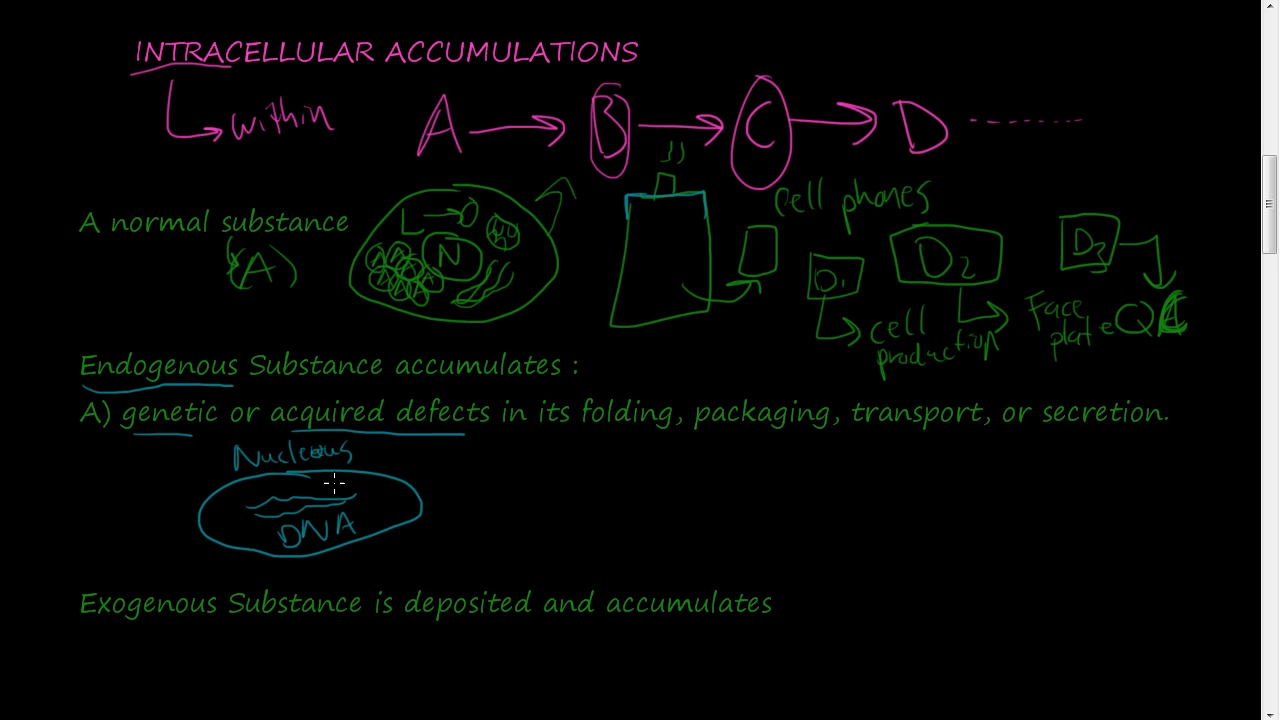 INTRACELLULAR ACCUMULATIONS
within A B C D
cell phones
A normal substance
(A)
N
D1 D2 D3
cell production
Face plate QC
Endogenous Substance accumulates :
A) genetic or acquired defects in its folding, packaging, transport, or secretion.
Nucleous
DNA
Exogenous Substance is deposited and accumulates